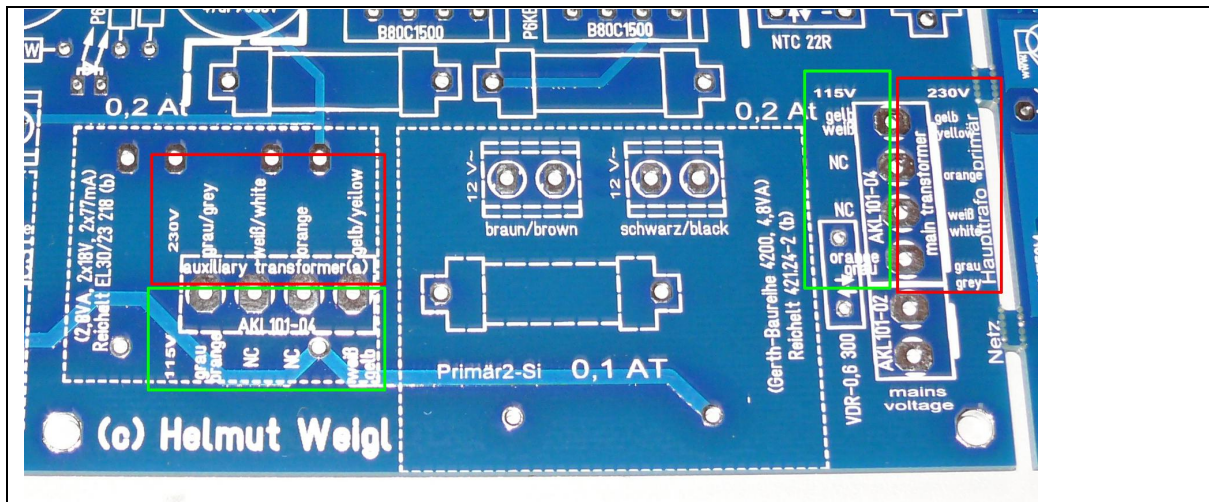 B80C1500
B80C1500
NTC 22R
W
0,2 At
0,2 At
115V
230V
gelb
weiß
NC
NC
orange
gelb
yellow
orange
weiß
white
grau
grey
AKL 101-04
main transformer
Haupttrafo primär
(2,8VA, 2x18V, 2x77mA)
Reichelt EL30/23 218 (b)
230V
grau/grey
weiß/white
orange
gelb/yellow
auxiliary transformer(a)
AKL 101-04
115V
grau
orange
NC
NC
weiß
gelb
12 V~
12 V~
braun/brown
schwarz/black
Primär2-Si
0,1 AT
(Gerth-Baureihe 4200, 4,8VA)
Reichelt 421.24-2 (b)
VDR-0,6 300
AKL 101-02
Netz
mains
voltage
(c) Helmut Weigl
www